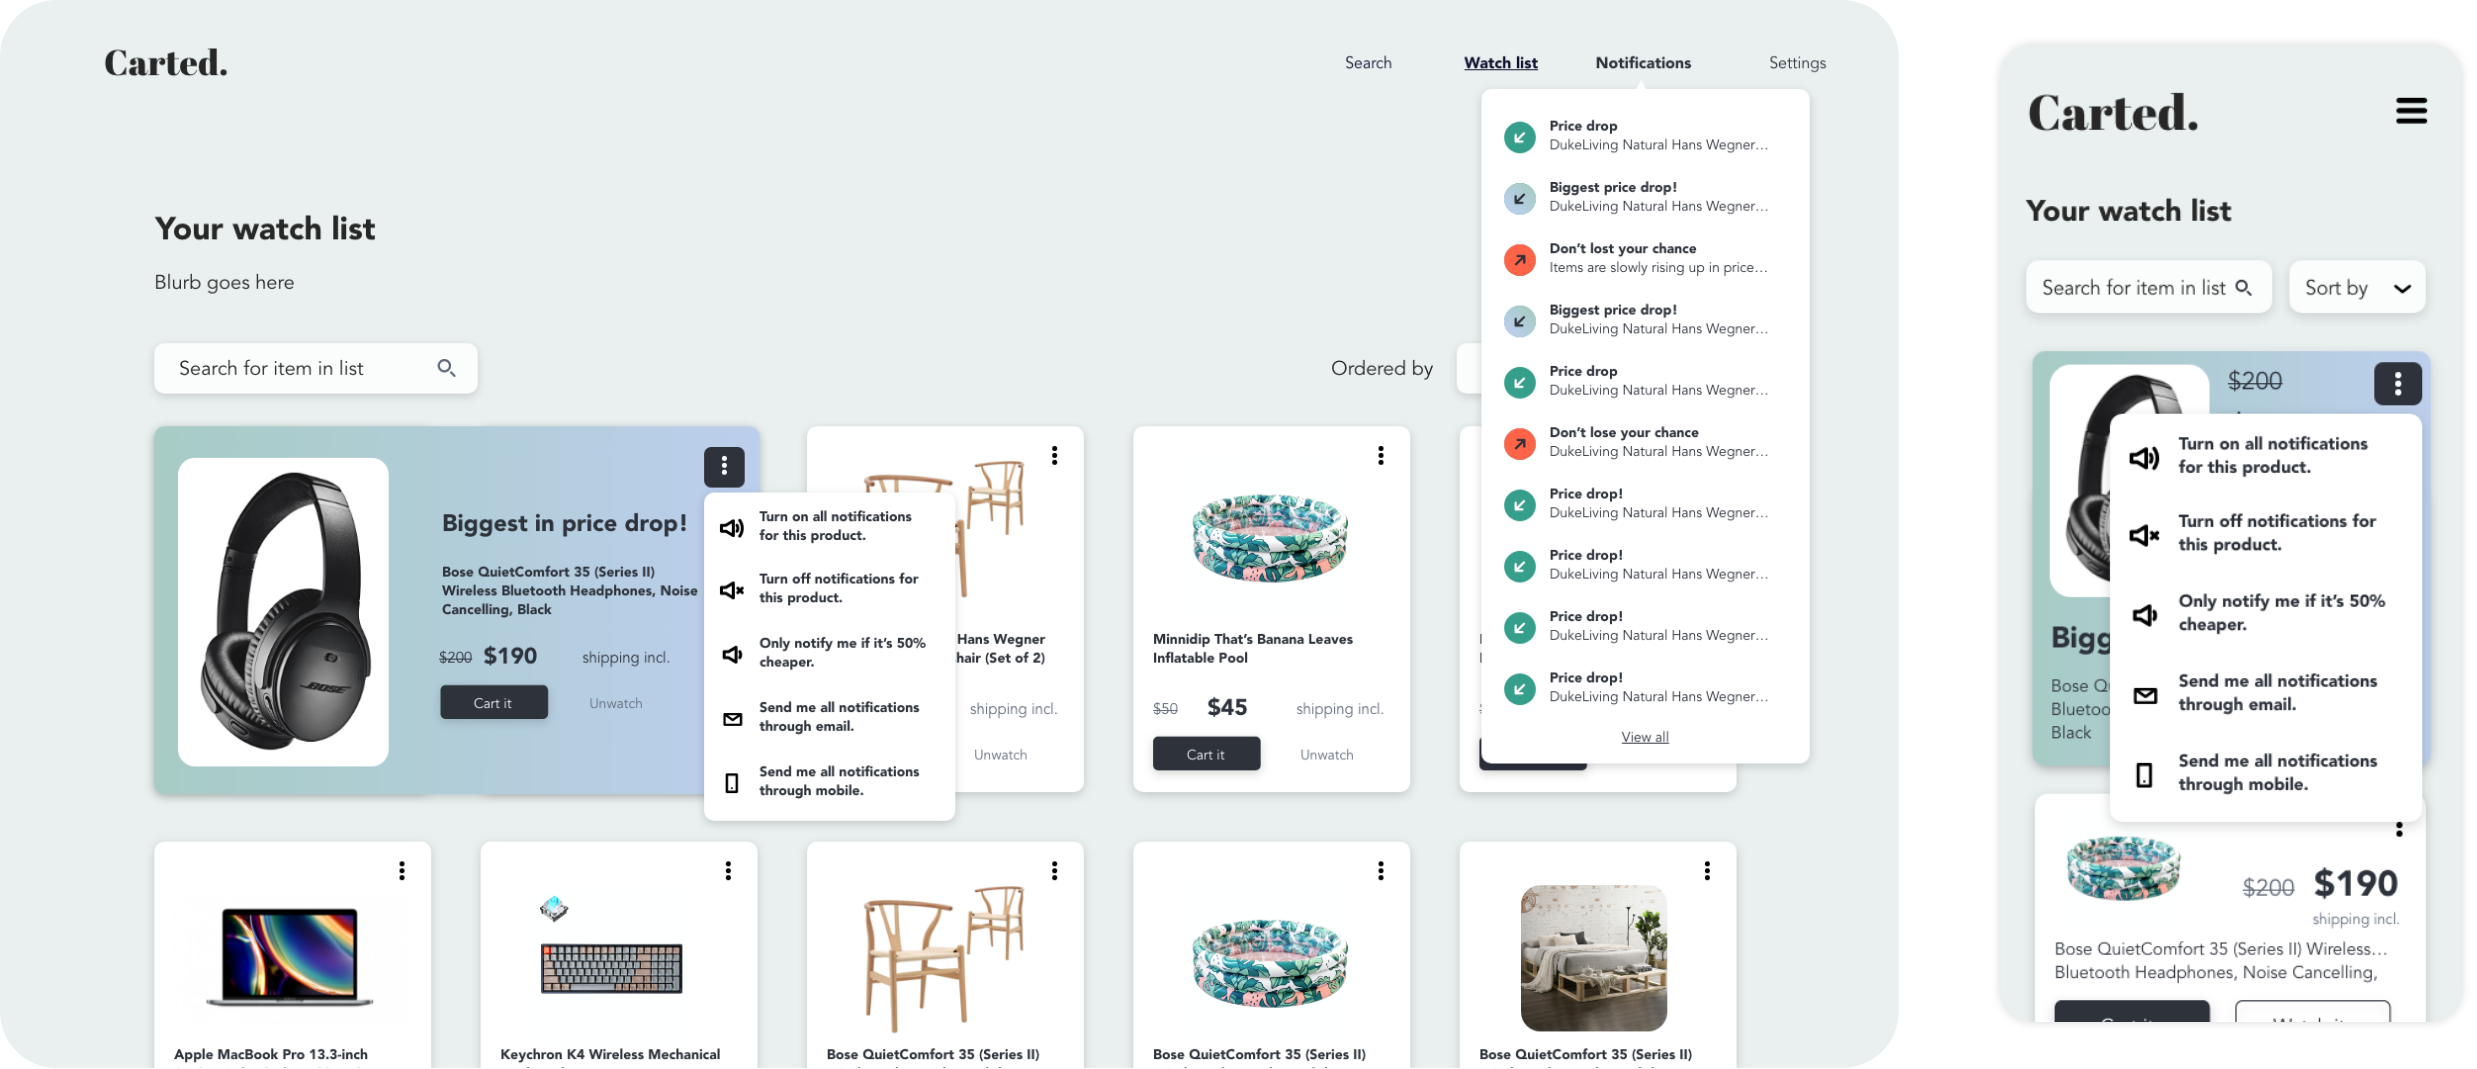 Carted.
Search
Watch list
Notifications
Settings
Price drop
DukeLiving Natural Hans Wegner...
Biggest price drop!
DukeLiving Natural Hans Wegner...
Don't lost your chance
Items are slowly rising up in price...
Biggest price drop!
DukeLiving Natural Hans Wegner...
Price drop
DukeLiving Natural Hans Wegner...
Don't lose your chance
DukeLiving Natural Hans Wegner...
Price drop!
DukeLiving Natural Hans Wegner...
Price drop!
DukeLiving Natural Hans Wegner...
Price drop!
DukeLiving Natural Hans Wegner...
Price drop!
DukeLiving Natural Hans Wegner...
View all
Your watch list
Blurb goes here
Search for item in list
Ordered by
BOSE
Biggest in price drop!
Bose QuietComfort 35 (Series II)
Wireless Bluetooth Headphones, Noise
Cancelling, Black
$200 $190 shipping incl.
Cart it
Unwatch
Turn on all notifications
for this product.
Turn off notifications for
this product.
Only notify me if it's 50%
cheaper.
Send me all notifications
through email.
Send me all notifications
through mobile.
Hans Wegner
hair (Set of 2)
shipping incl.
Unwatch
Minnidip That's Banana Leaves
Inflatable Pool
$50 $45 shipping incl.
Cart it
Unwatch
Apple MacBook Pro 13.3-inch
Keychron K4 Wireless Mechanical
Bose QuietComfort 35 (Series II)
Bose QuietComfort 35 (Series II)
Bose QuietComfort 35 (Series II)
Carted.
Your watch list
Search for item in list
Sort by
$200
Bigg
Bose Q
Bluetoo
Black
Turn on all notifications
for this product.
Turn off notifications for
this product.
Only notify me if it's 50%
cheaper.
Send me all notifications
through email.
Send me all notifications
through mobile.
$200 $190
shipping incl.
Bose QuietComfort 35 (Series II) Wireless...
Bluetooth Headphones, Noise Cancelling,